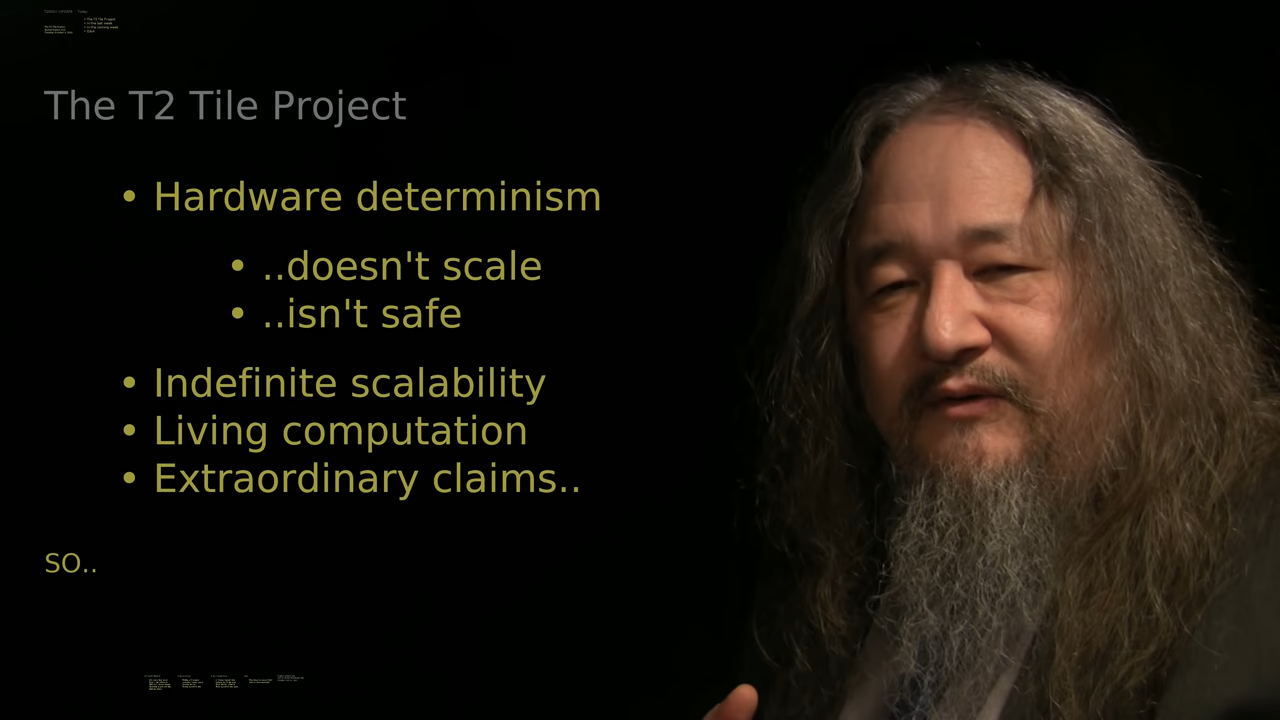 The T2 Tile Project
• Hardware determinism
• ..doesn't scale
• ..isn't safe
• Indefinite scalability
• Living computation
• Extraordinary claims..
SO..